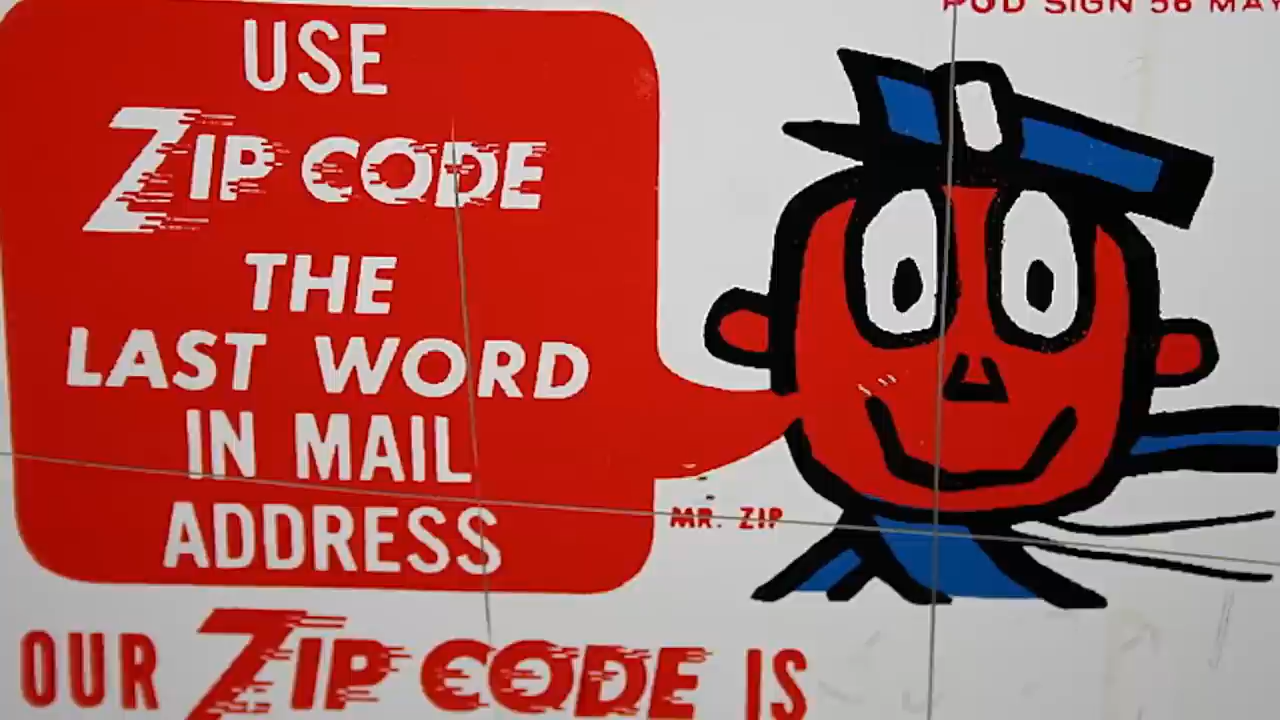 POD SIGN 56 MAY
USE
ZIP CODE
THE
LAST WORD
IN MAIL
ADDRESS
MR. ZIP
OUR ZIP CODE IS